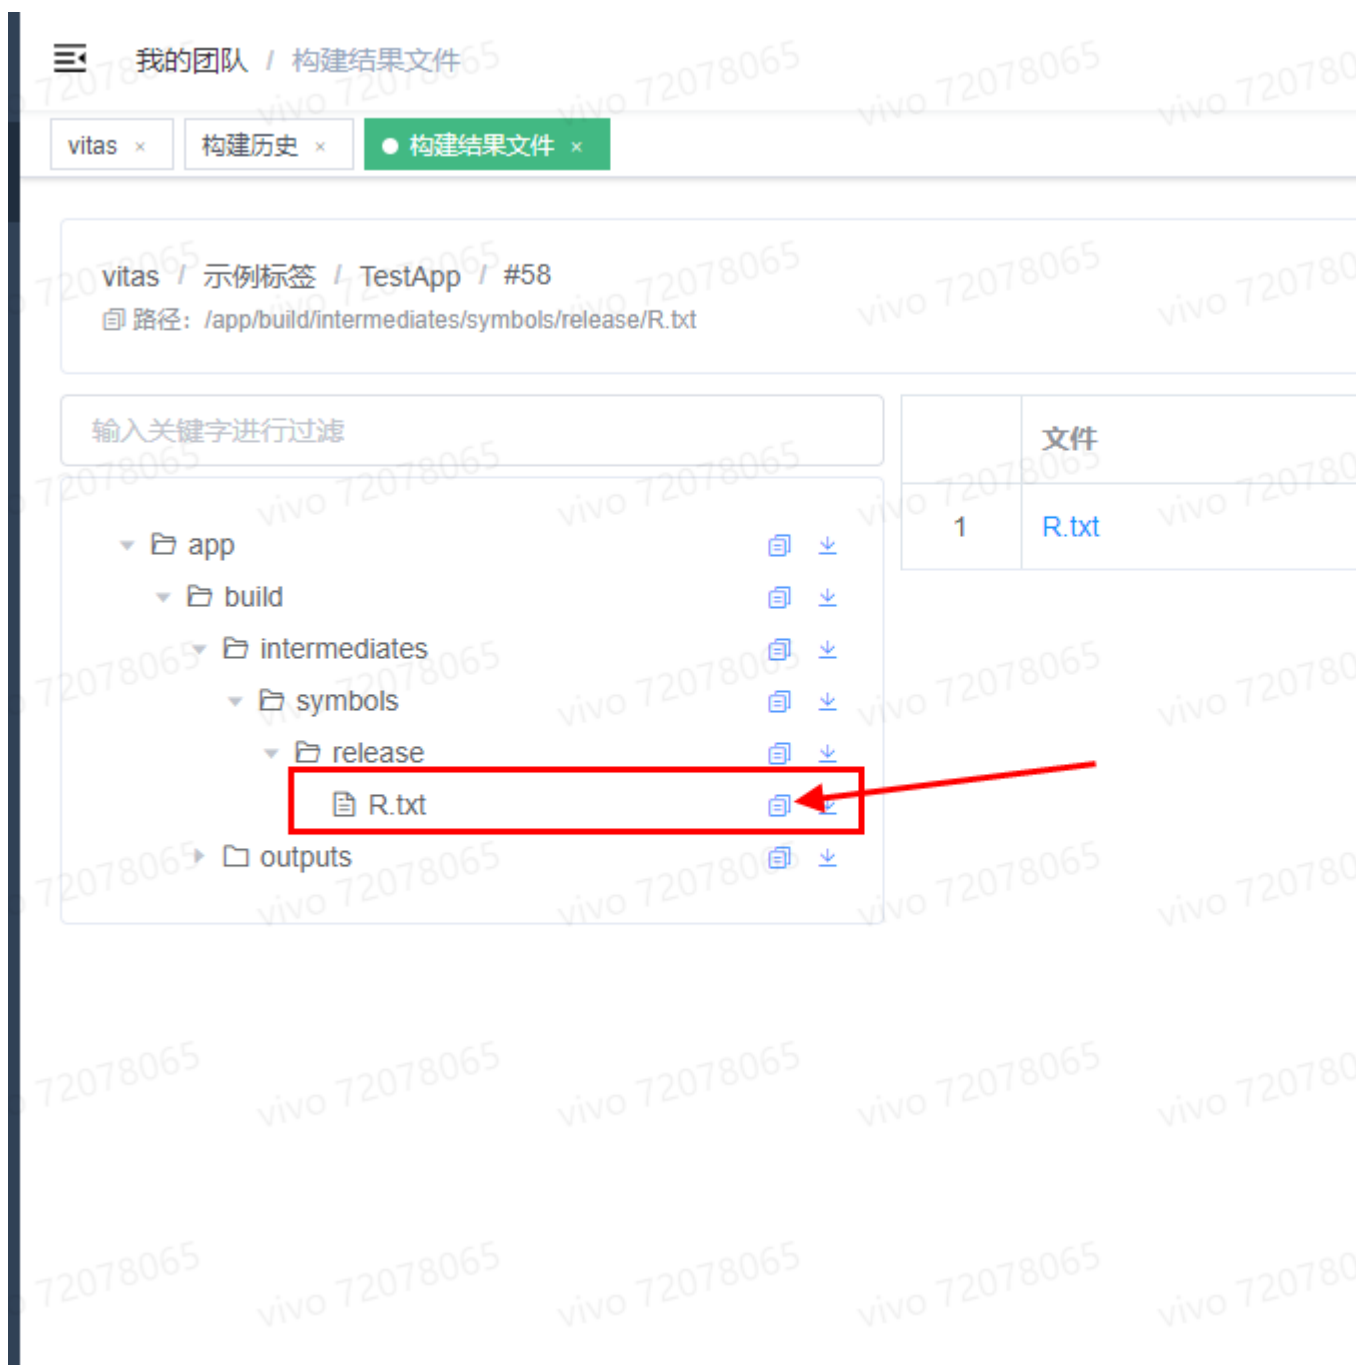 我的团队 / 构建结果文件
vitas × 构建历史 × 构建结果文件 ×
vitas / 示例标签 / TestApp / #58
路径：/app/build/intermediates/symbols/release/R.txt
输入关键字进行过滤
文件
1 R.txt
app
build
intermediates
symbols
release
R.txt
outputs
vivo 72078065